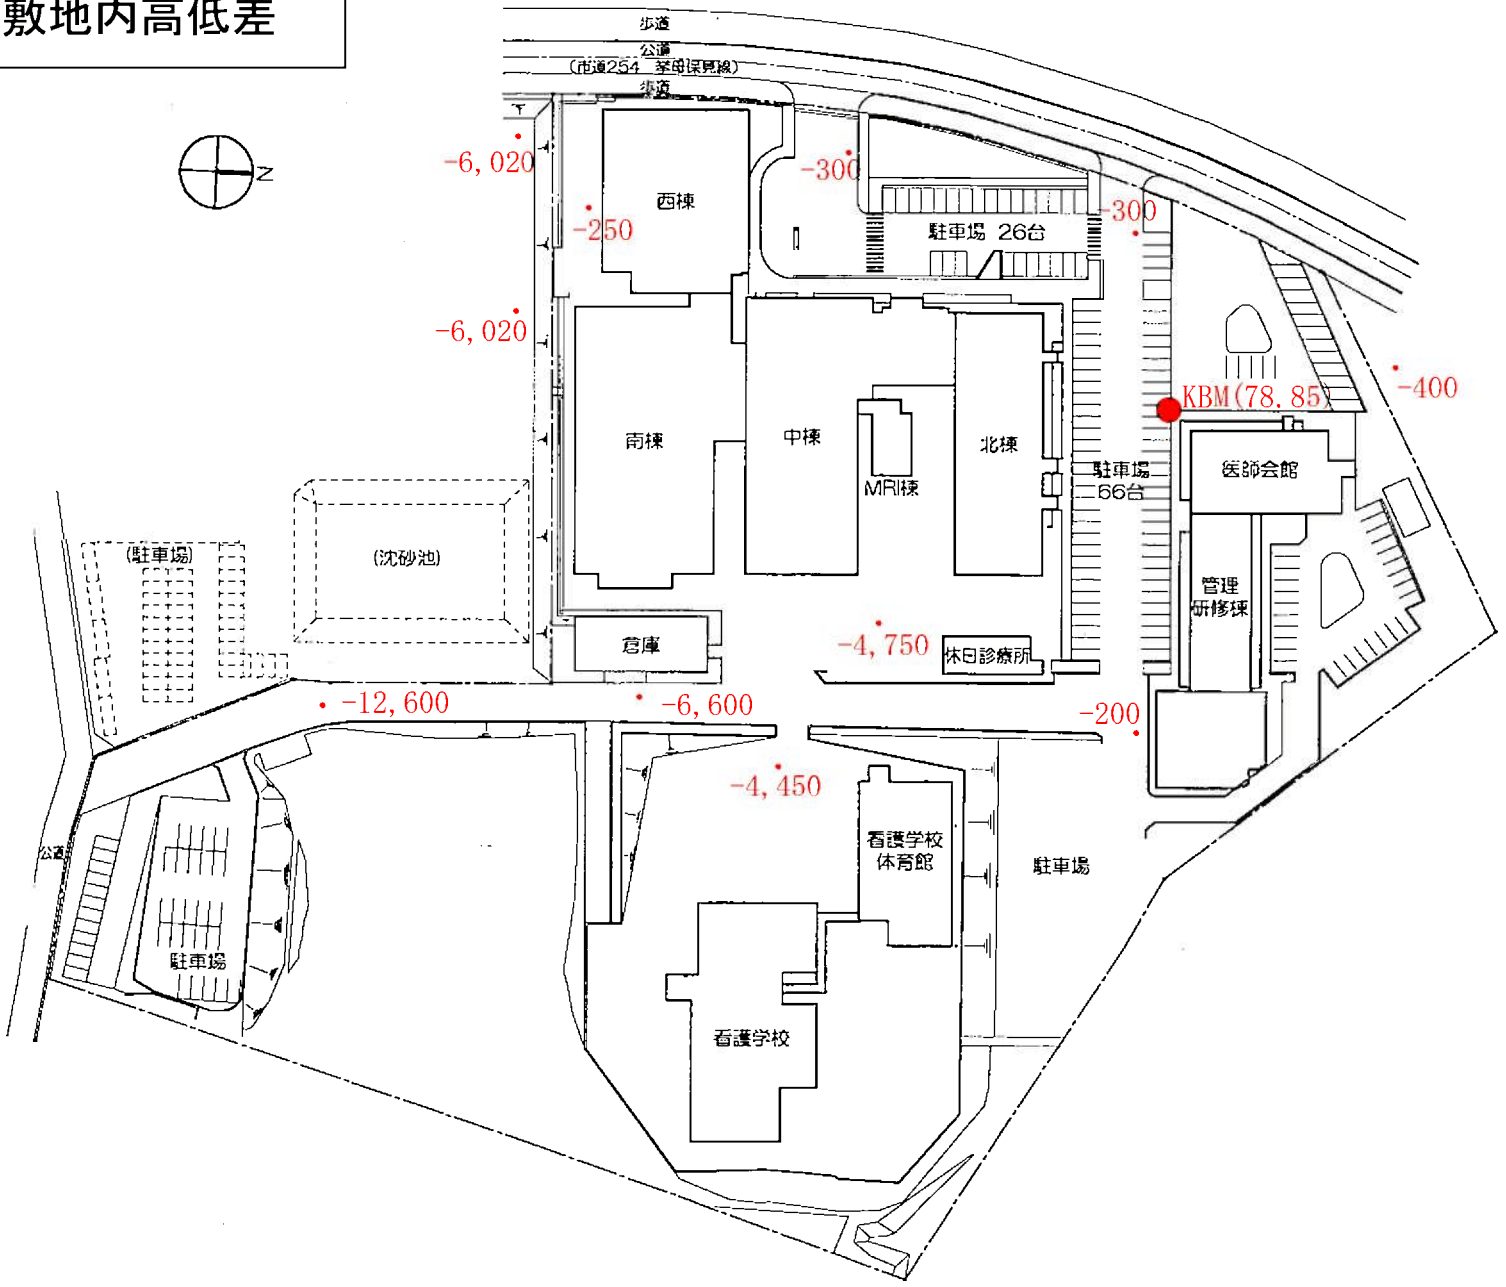 敷地内高低差
歩道
公道
(市道254 挙母保見線)
歩道
下
N
-6,020
-300
西棟
-250
-300
駐車場 26台
-6,020
-400
KBM(78.85)
南棟
中棟
北棟
駐車場
66台
医師会館
MRI棟
(駐車場)
(沈砂池)
管理
研修棟
倉庫
-4,750
休日診療所
-12,600
-6,600
-200
-4,450
看護学校
体育館
駐車場
公道
駐車場
看護学校